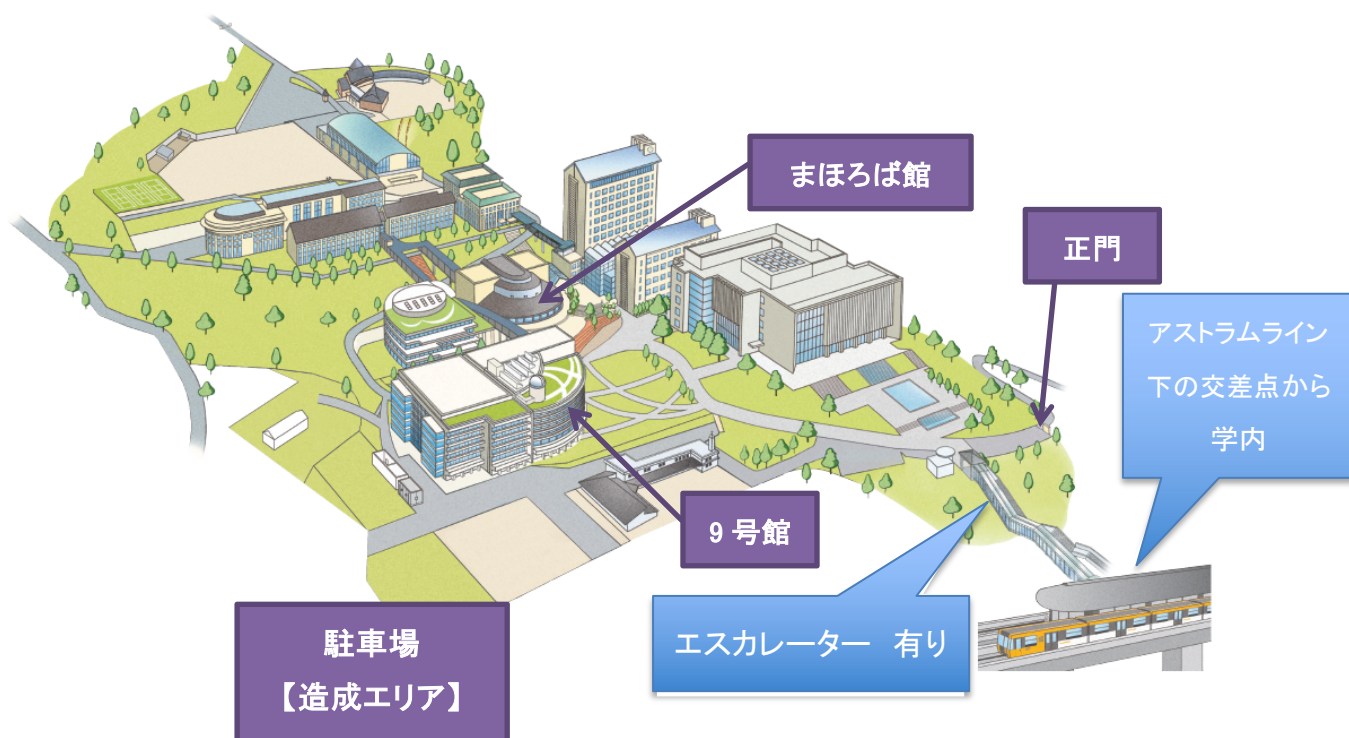 まほろば館
正門
アストラムライン
下の交差点から
学内
9 号館
エスカレーター　有り
駐車場
【造成エリア】